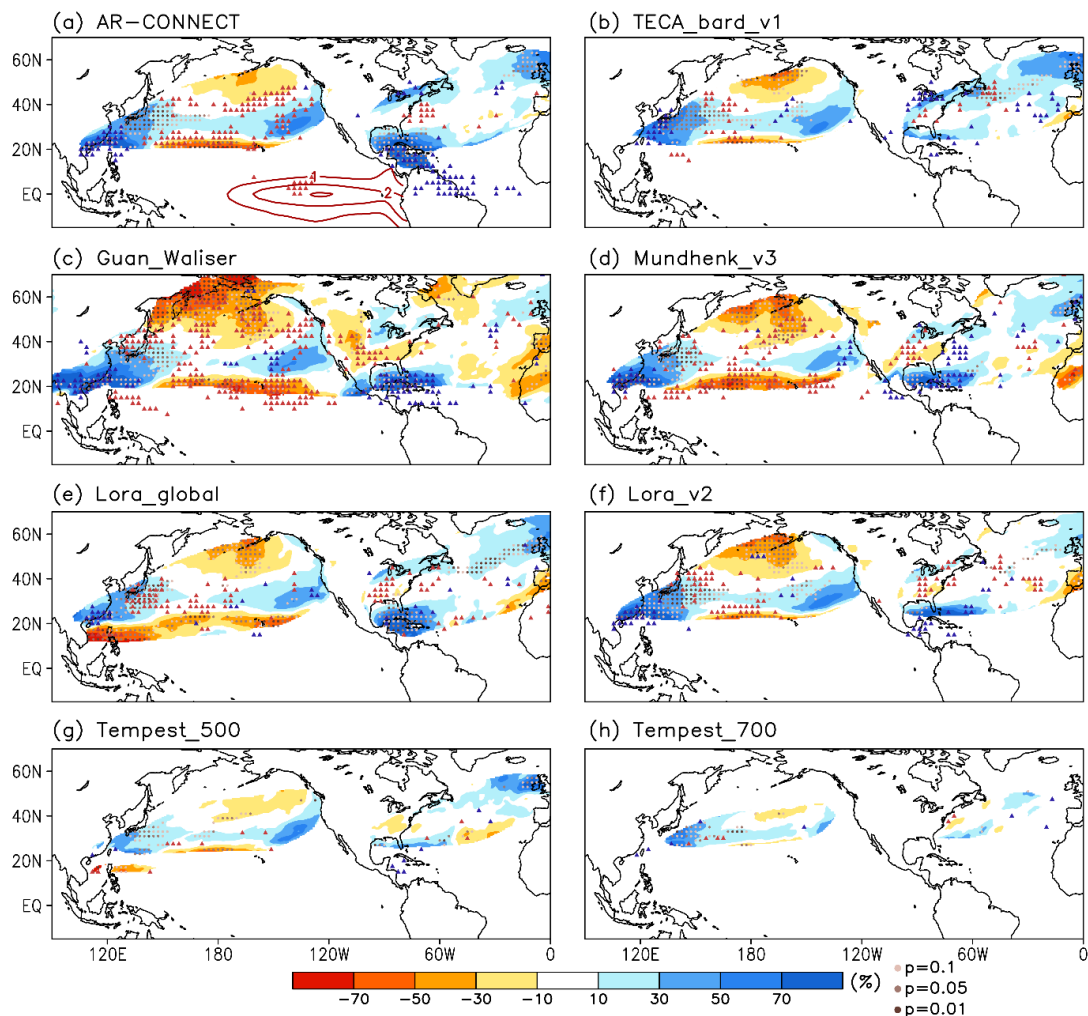 (a) AR-CONNECT
(b) TECA_bard_v1
60N
40N
20N
EQ
.1
.2
(c) Guan_Waliser
(d) Mundhenk_v3
60N
40N
20N
EQ
(e) Lora_global
(f) Lora_v2
60N
40N
20N
EQ
(g) Tempest_500
(h) Tempest_700
60N
40N
20N
EQ
120E 180 120W 60W 0
120E 180 120W 60W 0
-70 -50 -30 -10 10 30 50 70 (%)
p=0.1
p=0.05
p=0.01